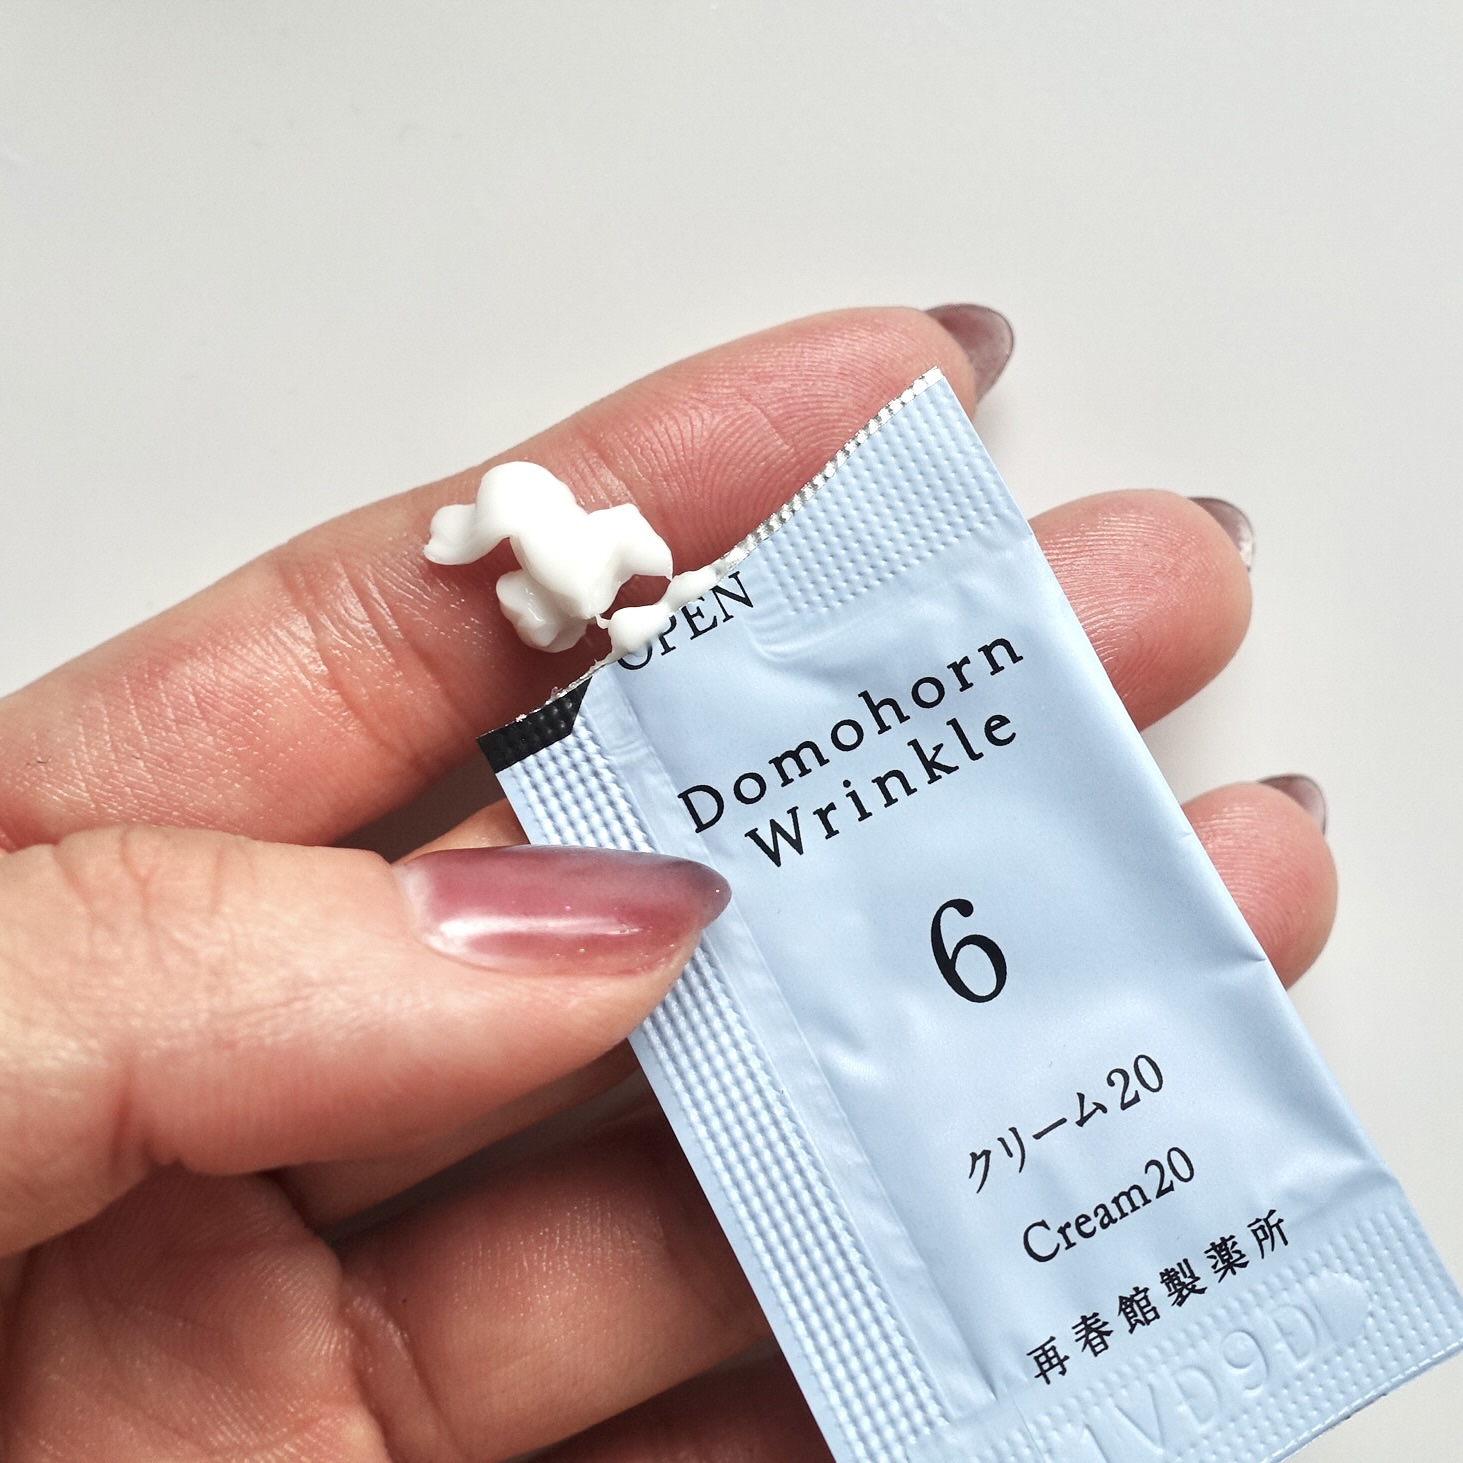 OPEN
Domohorn
Wrinkle
6
クリーム20
Cream20
再春館製薬所